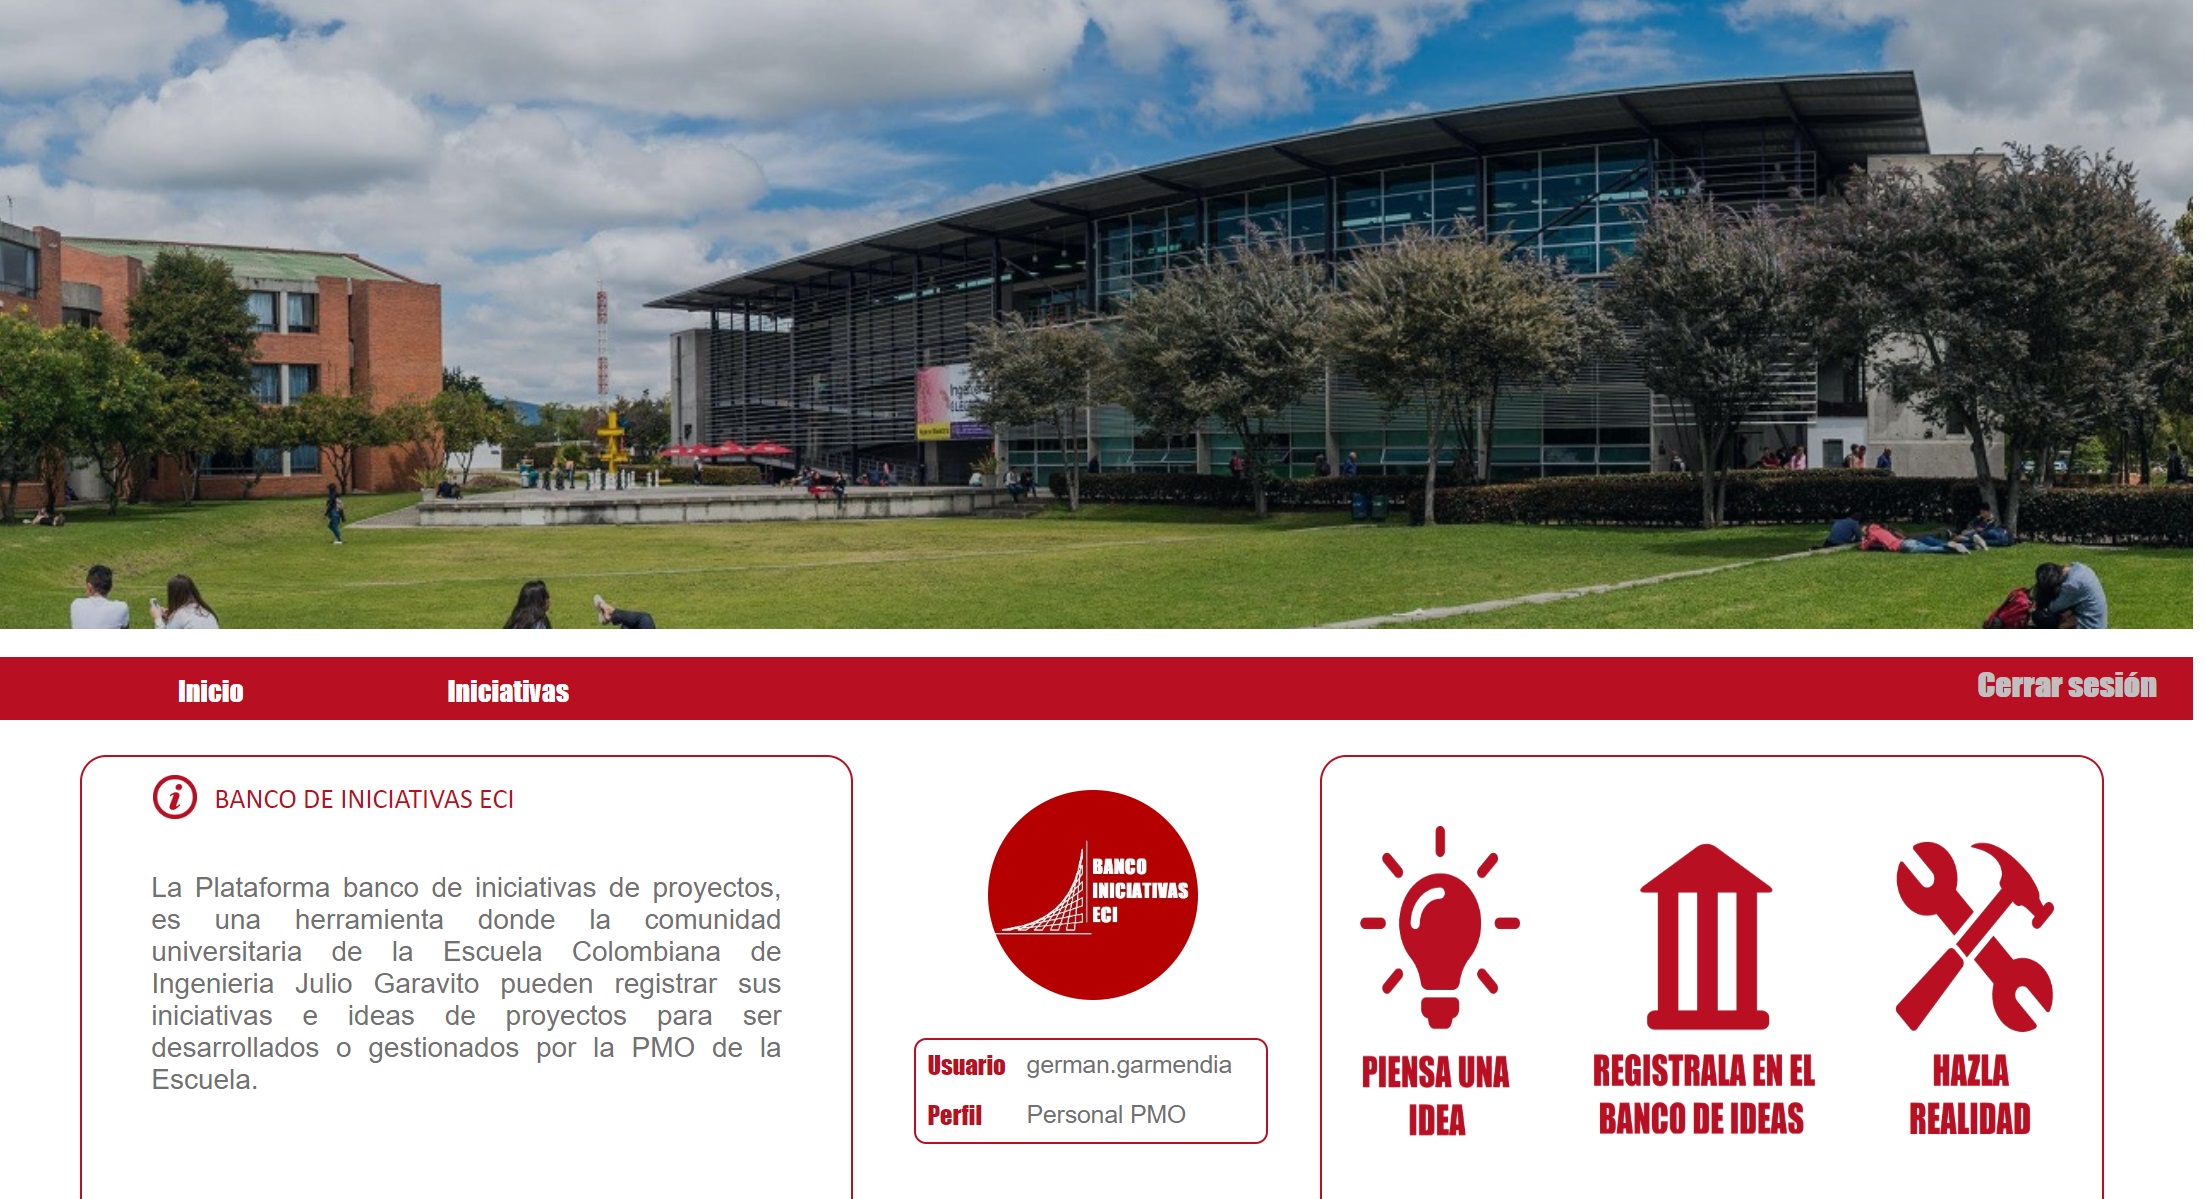 Inicio
Iniciativas
Cerrar sesión
BANCO DE INICIATIVAS ECI
La Plataforma banco de iniciativas de proyectos,
es una herramienta donde la comunidad
universitaria de la Escuela Colombiana de
Ingenieria Julio Garavito pueden registrar sus
iniciativas e ideas de proyectos para ser
desarrollados o gestionados por la PMO de la
Escuela.
BANCO
INICIATIVAS
ECI
Usuario german.garmendia
Perfil Personal PMO
PIENSA UNA
IDEA
REGISTRALA EN EL
BANCO DE IDEAS
HAZLA
REALIDAD